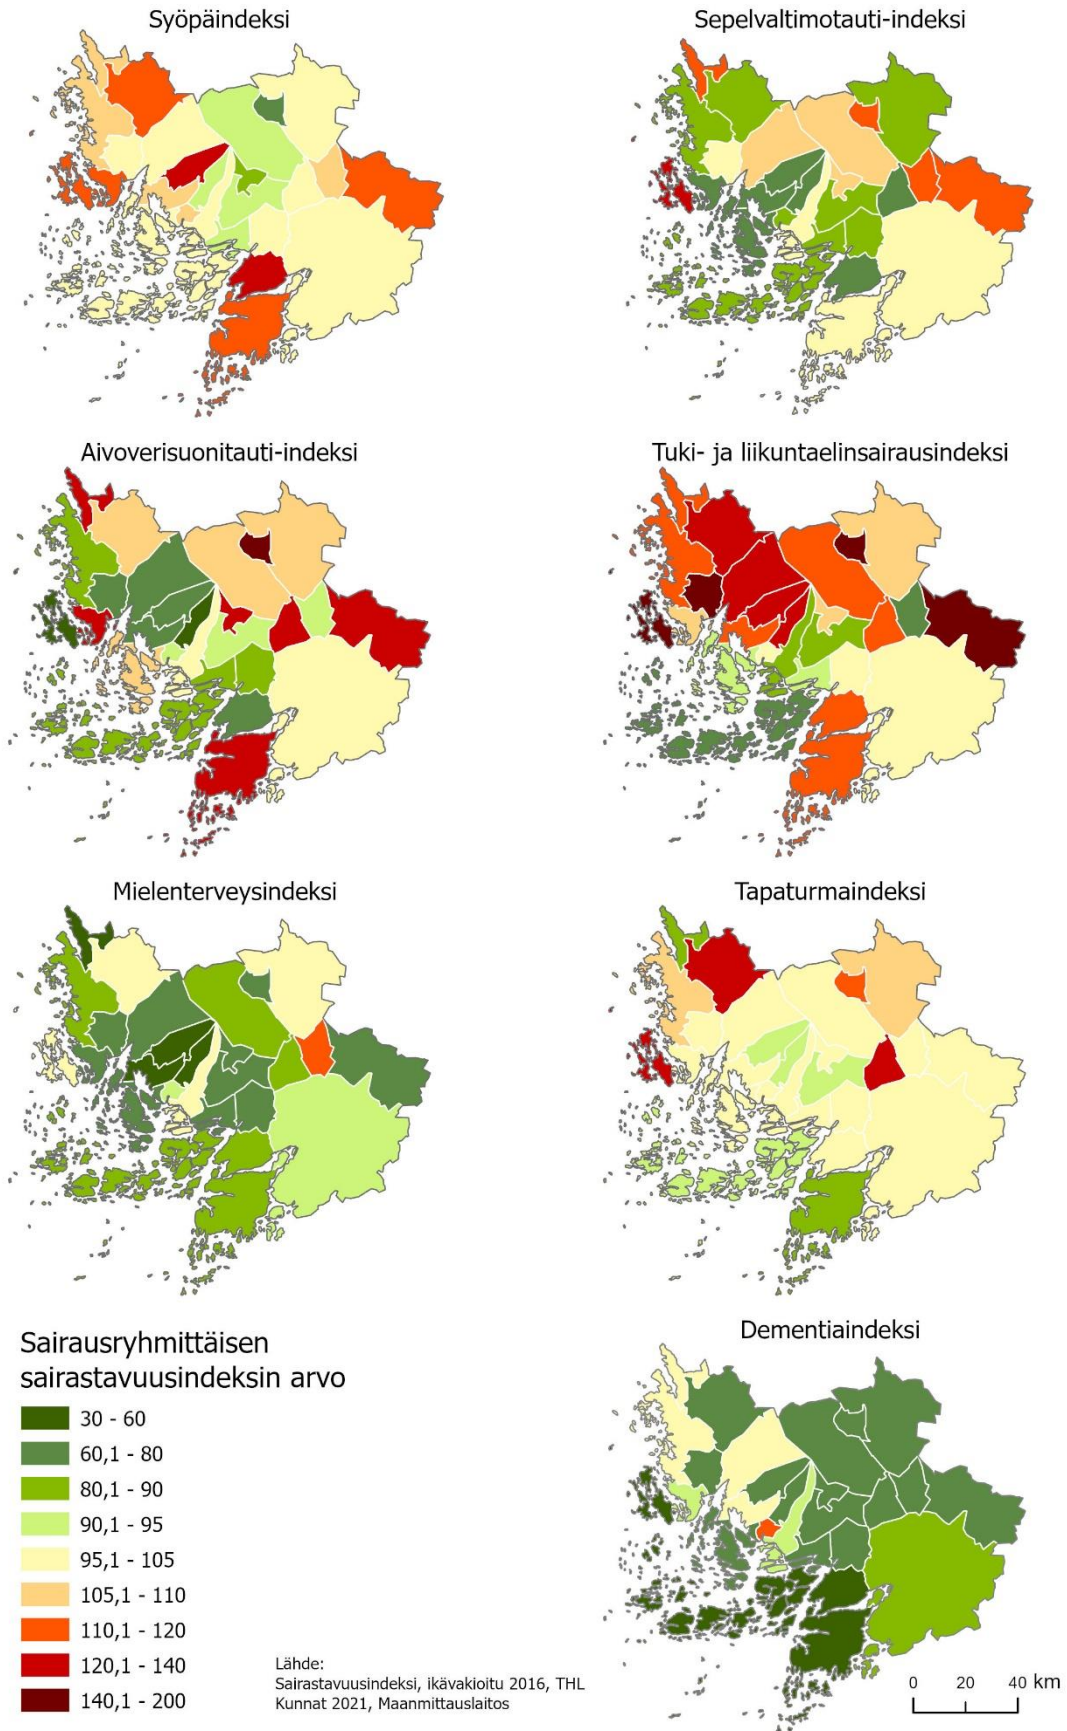 Syöpäindeksi
Sepelvaltimotauti-indeksi
Aivoverisuonitauti-indeksi
Tuki- ja liikuntaelinsairausindeksi
Mielenterveysindeksi
Tapaturmaindeksi
Dementiaindeksi
Sairausryhmittäisen
sairastavuusindeksin arvo
30 - 60
60,1 - 80
80,1 - 90
90,1 - 95
95,1 - 105
105,1 - 110
110,1 - 120
120,1 - 140
140,1 - 200
Lähde:
Sairastavuusindeksi, ikävakioitu 2016, THL
Kunnat 2021, Maanmittauslaitos
0 20 40 km